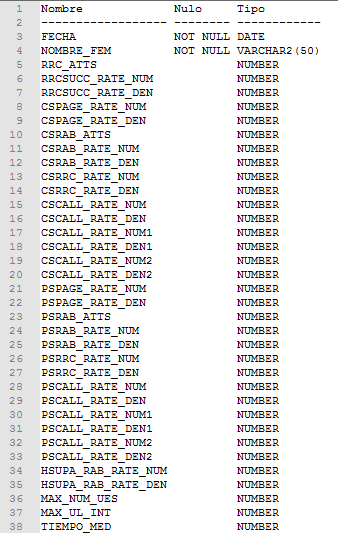 1 Nombre Nulo Tipo
2 ------------------ -------- ------------
3 FECHA NOT NULL DATE
4 NOMBRE_FEM NOT NULL VARCHAR2(50)
5 RRC_ATTS NUMBER
6 RRCSUCC_RATE_NUM NUMBER
7 RRCSUCC_RATE_DEN NUMBER
8 CSPAGE_RATE_NUM NUMBER
9 CSPAGE_RATE_DEN NUMBER
10 CSRAB_ATTS NUMBER
11 CSRAB_RATE_NUM NUMBER
12 CSRAB_RATE_DEN NUMBER
13 CSRRC_RATE_NUM NUMBER
14 CSRRC_RATE_DEN NUMBER
15 CSCALL_RATE_NUM NUMBER
16 CSCALL_RATE_DEN NUMBER
17 CSCALL_RATE_NUM1 NUMBER
18 CSCALL_RATE_DEN1 NUMBER
19 CSCALL_RATE_NUM2 NUMBER
20 CSCALL_RATE_DEN2 NUMBER
21 PSPAGE_RATE_NUM NUMBER
22 PSPAGE_RATE_DEN NUMBER
23 PSRAB_ATTS NUMBER
24 PSRAB_RATE_NUM NUMBER
25 PSRAB_RATE_DEN NUMBER
26 PSRRC_RATE_NUM NUMBER
27 PSRRC_RATE_DEN NUMBER
28 PSCALL_RATE_NUM NUMBER
29 PSCALL_RATE_DEN NUMBER
30 PSCALL_RATE_NUM1 NUMBER
31 PSCALL_RATE_DEN1 NUMBER
32 PSCALL_RATE_NUM2 NUMBER
33 PSCALL_RATE_DEN2 NUMBER
34 HSUPA_RAB_RATE_NUM NUMBER
35 HSUPA_RAB_RATE_DEN NUMBER
36 MAX_NUM_UES NUMBER
37 MAX_UL_INT NUMBER
38 TIEMPO_MED NUMBER